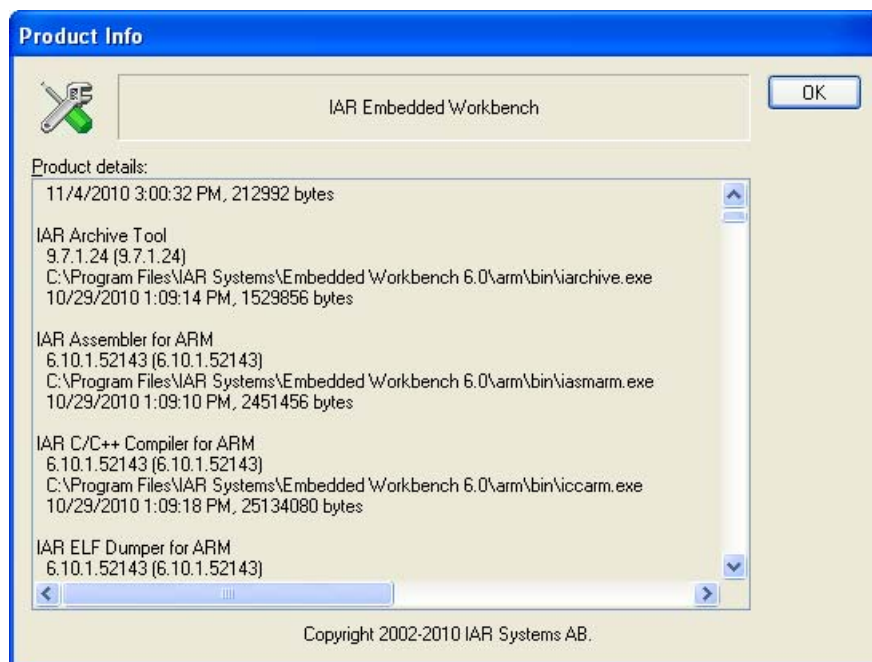 Product Info
IAR Embedded Workbench
OK
Product details:
11/4/2010 3:00:32 PM, 212992 bytes
IAR Archive Tool
9.7.1.24 (9.7.1.24)
C:\Program Files\IAR Systems\Embedded Workbench 6.0\arm\bin\iarchive.exe
10/29/2010 1:09:14 PM, 1529856 bytes
IAR Assembler for ARM
6.10.1.52143 (6.10.1.52143)
C:\Program Files\IAR Systems\Embedded Workbench 6.0\arm\bin\iasmarm.exe
10/29/2010 1:09:10 PM, 2451456 bytes
IAR C/C++ Compiler for ARM
6.10.1.52143 (6.10.1.52143)
C:\Program Files\IAR Systems\Embedded Workbench 6.0\arm\bin\iccarm.exe
10/29/2010 1:09:18 PM, 25134080 bytes
IAR ELF Dumper for ARM
6.10.1.52143 (6.10.1.52143)
Copyright 2002-2010 IAR Systems AB.